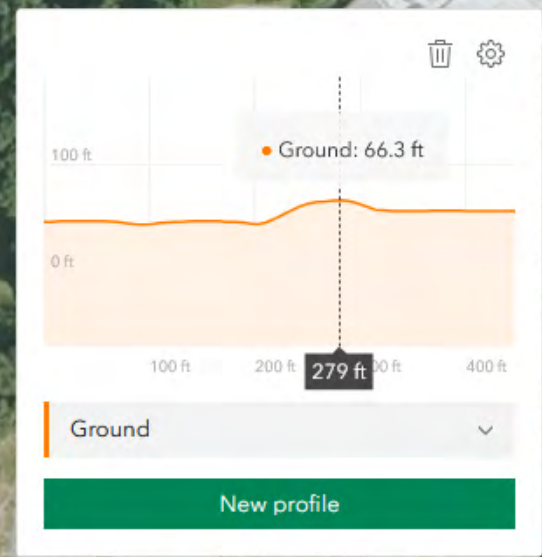 Ground: 66.3 ft
100 ft
0 ft
100 ft 200 ft 279 ft 400 ft
Ground
New profile